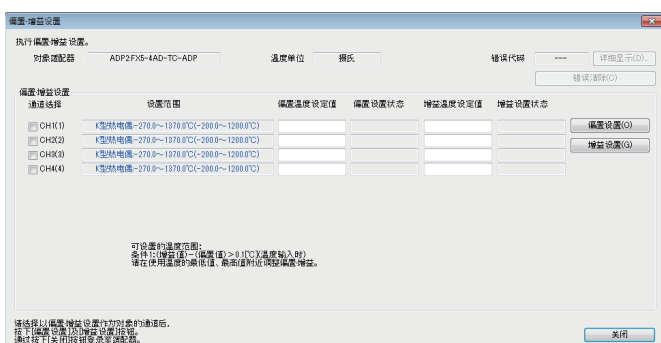 偏置·增益设置
执行偏置·增益设置。
对象适配器 ADP2:FX5-4AD-TC-ADP 温度单位 摄氏 错误代码 --- 详细显示(D)...
错误清除(C)
偏置·增益设置
通道选择 设置范围 偏置温度设定值 偏置设置状态 增益温度设定值 增益设置状态
CH1(1) K型热电偶-270.0～1370.0℃(-200.0～1200.0℃) 偏置设置(O)
CH2(2) K型热电偶-270.0～1370.0℃(-200.0～1200.0℃) 增益设置(G)
CH3(3) K型热电偶-270.0～1370.0℃(-200.0～1200.0℃)
CH4(4) K型热电偶-270.0～1370.0℃(-200.0～1200.0℃)
可设置的温度范围:
条件1:(增益值)-(偏置值)＞0.1[℃](温度输入时)
请在使用温度的最低值、最高值附近调整偏置·增益。
请选择以偏置·增益设置作为对象的通道后,
按下[偏置设置]及[增益设置]按钮。
通过按下[关闭]按钮登录至适配器。 关闭